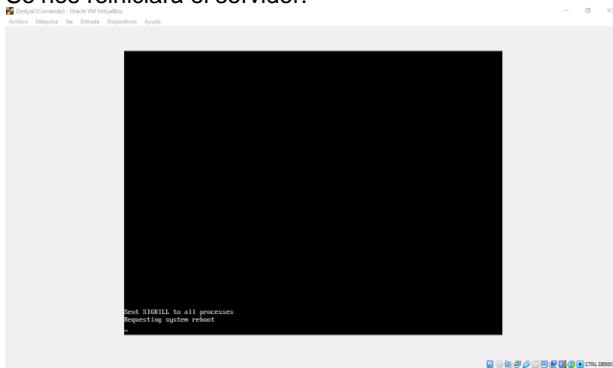 Se nos reiniciará el servidor.
Zentyal [Corriendo] - Oracle VM VirtualBox
Archivo Máquina Ver Entrada Dispositivos Ayuda
Sent SIGKILL to all processes
Requesting system reboot
CTRL DEREC